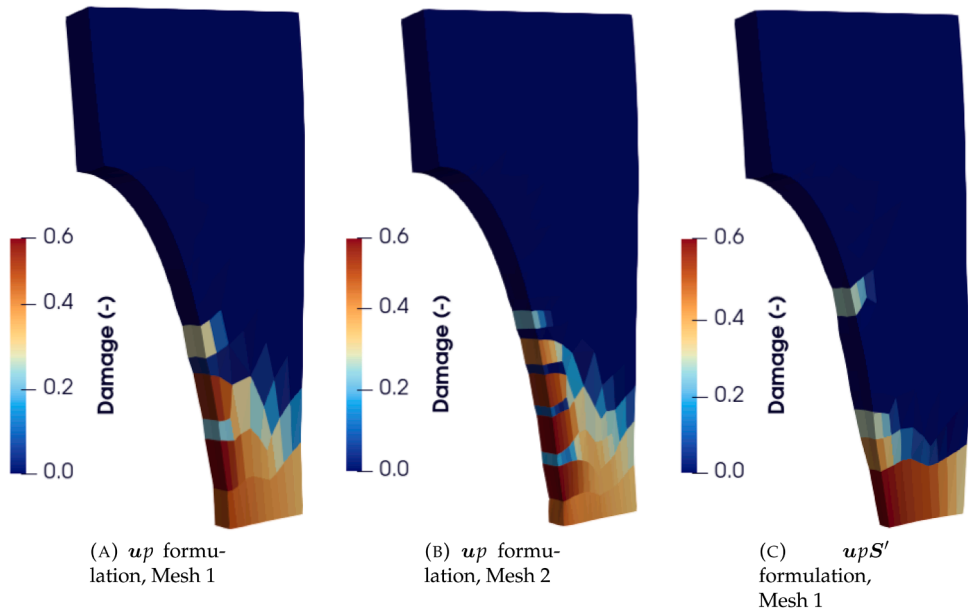 0.6
0.4
0.2
0.0
Damage (-)
0.6
0.4
0.2
0.0
Damage (-)
0.6
0.4
0.2
0.0
Damage (-)
(A) up formu-
lation, Mesh 1
(B) up formu-
lation, Mesh 2
(C) upS′
formulation,
Mesh 1